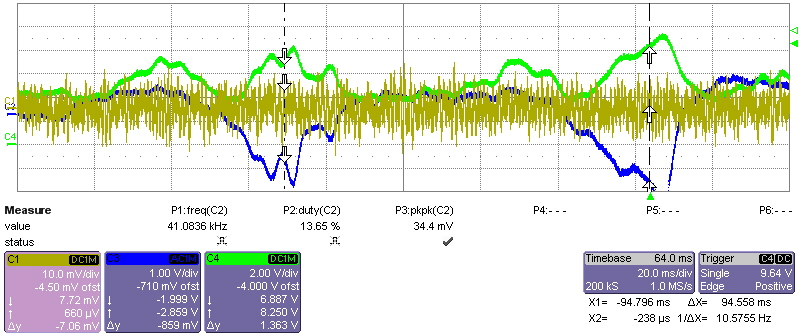 C1
C4
Measure P1:freq(C2) P2:duty(C2) P3:pkpk(C2) P4:- - - P5:- - - P6:- - -
value 41.0836 kHz 13.65 % 34.4 mV
status
C1 DC1M
10.0 mV/div
-4.50 mV ofst
↓ 7.72 mV
↑ 660 µV
Δy -7.06 mV
AC1M
1.00 V/div
-710 mV ofst
↓ -1.999 V
↑ -2.859 V
Δy -859 mV
C4 DC1M
2.00 V/div
-4.000 V ofst
↓ 6.887 V
↑ 8.250 V
Δy 1.363 V
Timebase 64.0 ms
20.0 ms/div
200 kS 1.0 MS/s
Trigger C4 DC
Single 9.64 V
Edge Positive
X1= -94.796 ms ΔX= 94.558 ms
X2= -238 µs 1/ΔX= 10.5755 Hz